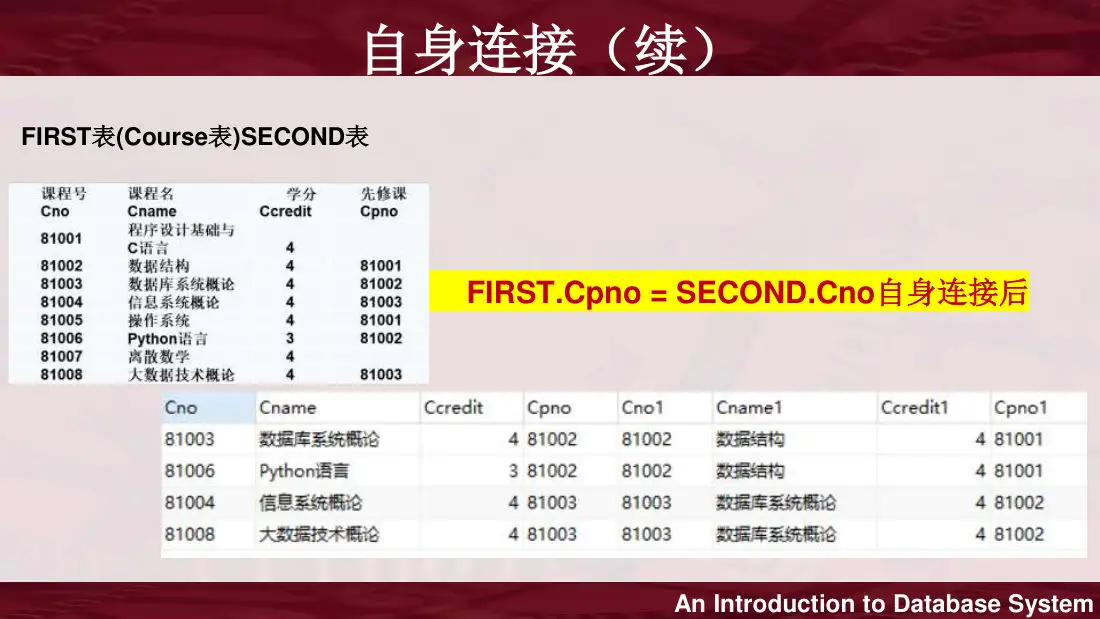 自身连接（续）
FIRST表(Course表)SECOND表
课程号 课程名 学分 先修课
Cno Cname Ccredit Cpno
81001 程序设计基础与
C语言 4
81002 数据结构 4 81001
81003 数据库系统概论 4 81002
81004 信息系统概论 4 81003
81005 操作系统 4 81001
81006 Python语言 3 81002
81007 离散数学 4
81008 大数据技术概论 4 81003
FIRST.Cpno = SECOND.Cno自身连接后
Cno Cname Ccredit Cpno Cno1 Cname1 Ccredit1 Cpno1
81003 数据库系统概论 4 81002 81002 数据结构 4 81001
81006 Python语言 3 81002 81002 数据结构 4 81001
81004 信息系统概论 4 81003 81003 数据库系统概论 4 81002
81008 大数据技术概论 4 81003 81003 数据库系统概论 4 81002
An Introduction to Database System